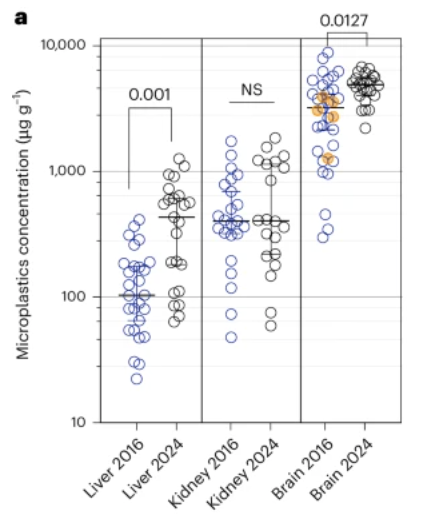 a
0.0127
10,000
0.001
NS
1,000
100
10
Microplastics concentration (µg g⁻¹)
Liver 2016
Liver 2024
Kidney 2016
Kidney 2024
Brain 2016
Brain 2024